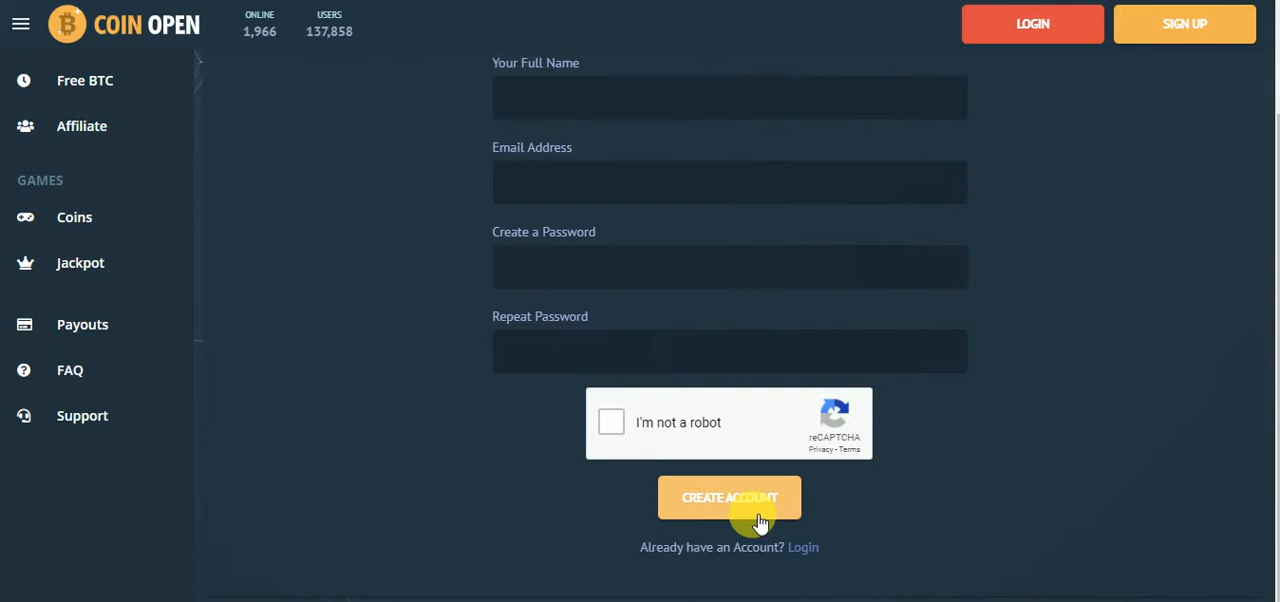 COIN OPEN
ONLINE
1,966
USERS
137,858
LOGIN
SIGN UP
Free BTC
Affiliate
GAMES
Coins
Jackpot
Payouts
FAQ
Support
Your Full Name
Email Address
Create a Password
Repeat Password
I'm not a robot
reCAPTCHA
Privacy - Terms
CREATE ACCOUNT
Already have an Account? Login